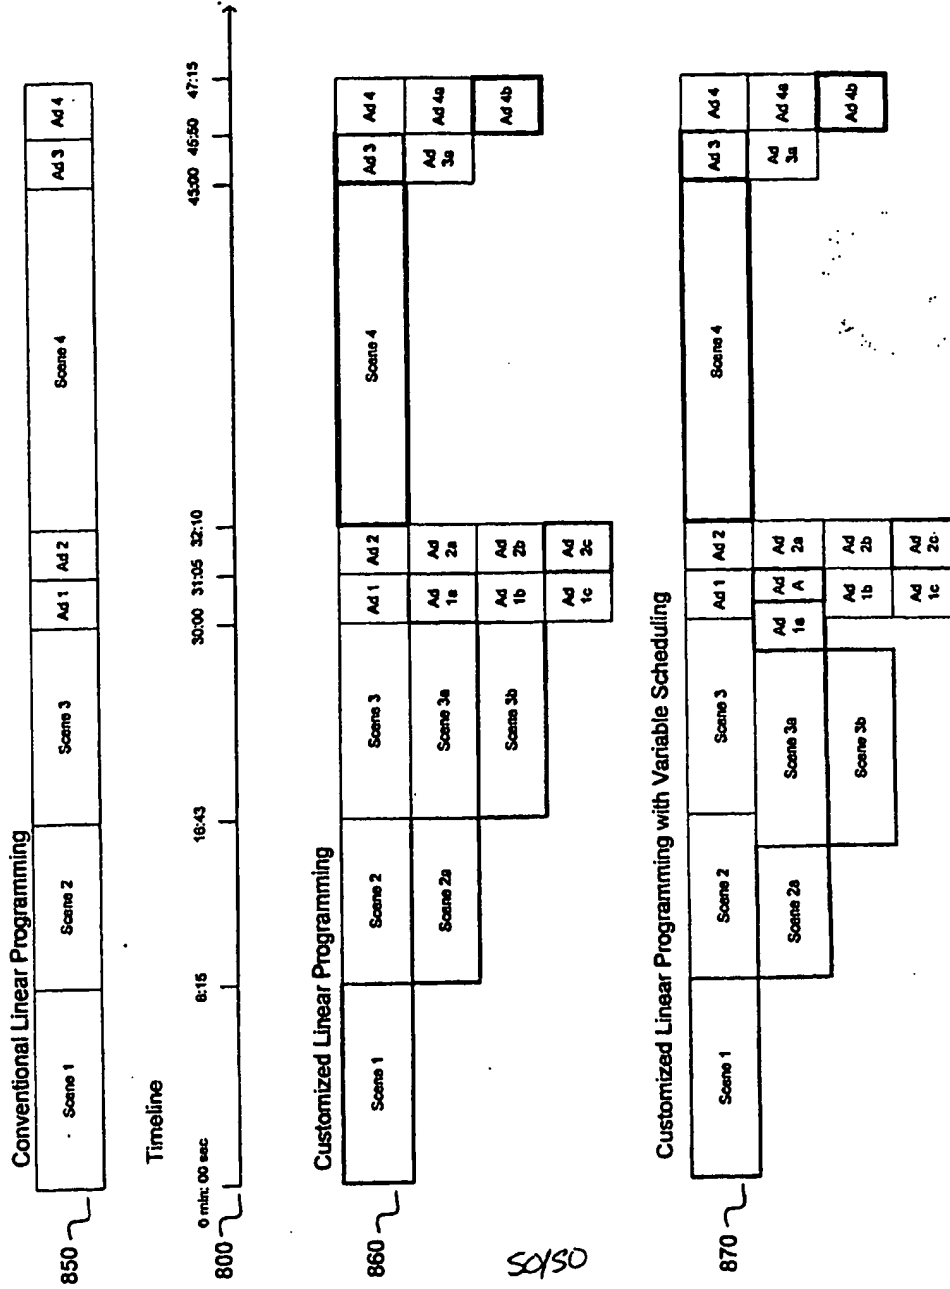 Conventional Linear Programming
850
Scene 1
Scene 2
Scene 3
Ad 1
Ad 2
Scene 4
Ad 3
Ad 4
Timeline
800
0 min: 00 sec
8:15
16:43
30:00
31:05
32:10
45:00
45:50
47:15
Customized Linear Programming
860
Scene 1
Scene 2
Scene 3
Ad 1
Ad 2
Scene 4
Ad 3
Ad 4
Scene 2a
Scene 3a
Ad
1a
Ad
2a
Ad
3a
Ad 4a
Scene 3b
Ad
1b
Ad
2b
Ad 4b
Ad
1c
Ad
2c
50/50
Customized Linear Programming with Variable Scheduling
870
Scene 1
Scene 2
Scene 3
Ad 1
Ad 2
Scene 4
Ad 3
Ad 4
Scene 2a
Scene 3a
Ad
1a
Ad
A
Ad
2a
Ad
3a
Ad 4a
Scene 3b
Ad
1b
Ad
2b
Ad 4b
Ad
1c
Ad
2c